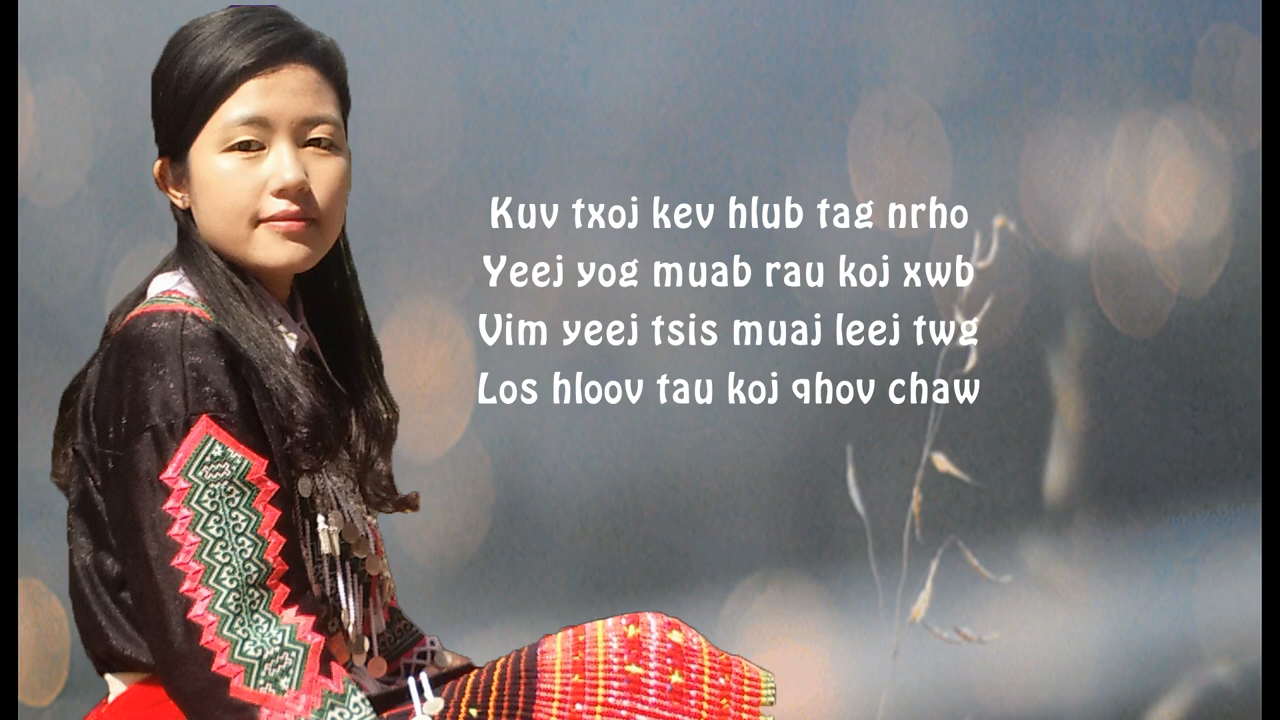 Kuv txoj kev hlub tag nrho
Yeej yog muab rau koj xwb
Vim yeej tsis muaj leej twg
Los hloov tau koj qhov chaw